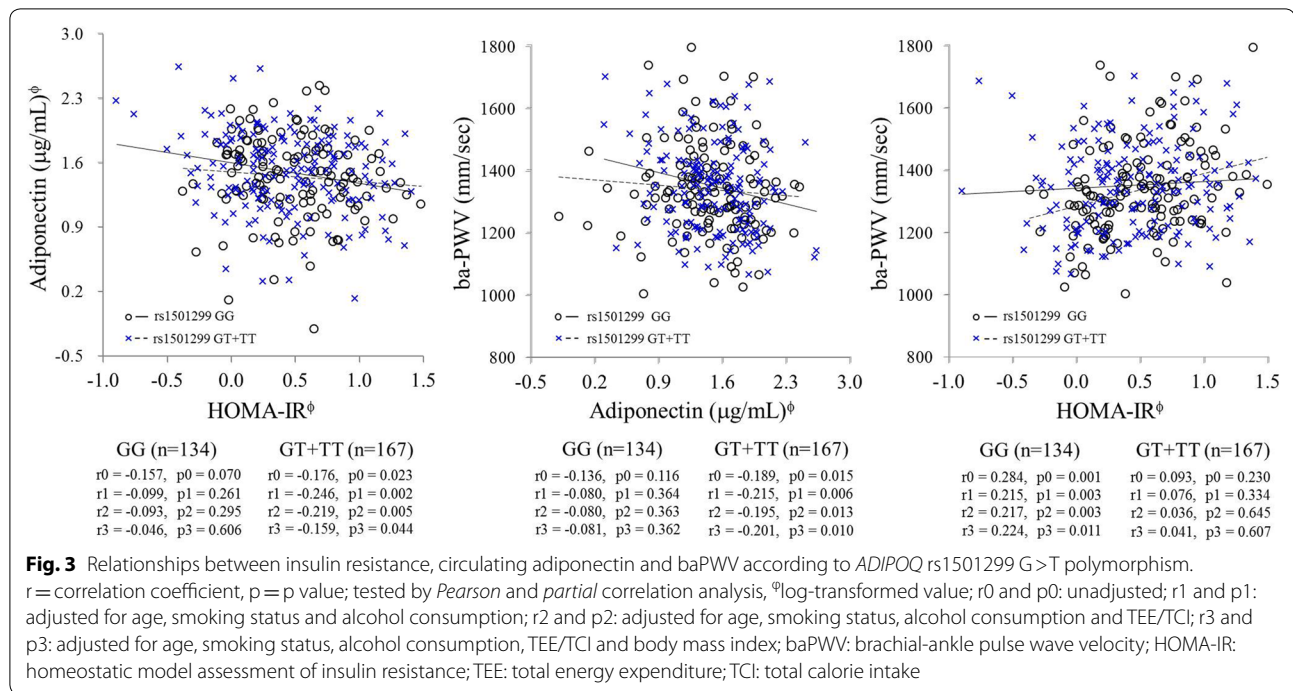 3.0
2.3
1.6
0.9
0.2
-0.5
Adiponectin (μg/mL)ᶲ
○— rs1501299 GG
×--- rs1501299 GT+TT
-1.0 0.0 0.5 1.0 1.5
HOMA-IRᶲ
1800
1600
1400
1200
1000
800
ba-PWV (mm/sec)
○— rs1501299 GG
×--- rs1501299 GT+TT
-0.5 0.2 0.9 1.6 2.3 3.0
Adiponectin (μg/mL)ᶲ
1800
1600
1400
1200
1000
800
ba-PWV (mm/sec)
○— rs1501299 GG
×--- rs1501299 GT+TT
-1.0 0.0 0.5 1.0 1.5
HOMA-IRᶲ
GG (n=134) GT+TT (n=167)
r0 = -0.157, p0 = 0.070 r0 = -0.176, p0 = 0.023
r1 = -0.099, p1 = 0.261 r1 = -0.246, p1 = 0.002
r2 = -0.093, p2 = 0.295 r2 = -0.219, p2 = 0.005
r3 = -0.046, p3 = 0.606 r3 = -0.159, p3 = 0.044
GG (n=134) GT+TT (n=167)
r0 = -0.136, p0 = 0.116 r0 = -0.189, p0 = 0.015
r1 = -0.080, p1 = 0.364 r1 = -0.215, p1 = 0.006
r2 = -0.080, p2 = 0.363 r2 = -0.195, p2 = 0.013
r3 = -0.081, p3 = 0.362 r3 = -0.201, p3 = 0.010
GG (n=134) GT+TT (n=167)
r0 = 0.284, p0 = 0.001 r0 = 0.093, p0 = 0.230
r1 = 0.215, p1 = 0.003 r1 = 0.076, p1 = 0.334
r2 = 0.217, p2 = 0.003 r2 = 0.036, p2 = 0.645
r3 = 0.224, p3 = 0.011 r3 = 0.041, p3 = 0.607
Fig. 3 Relationships between insulin resistance, circulating adiponectin and baPWV according to ADIPOQ rs1501299 G>T polymorphism.
r = correlation coefficient, p = p value; tested by Pearson and partial correlation analysis, ᵠlog-transformed value; r0 and p0: unadjusted; r1 and p1:
adjusted for age, smoking status and alcohol consumption; r2 and p2: adjusted for age, smoking status, alcohol consumption and TEE/TCI; r3 and
p3: adjusted for age, smoking status, alcohol consumption, TEE/TCI and body mass index; baPWV: brachial-ankle pulse wave velocity; HOMA-IR:
homeostatic model assessment of insulin resistance; TEE: total energy expenditure; TCI: total calorie intake